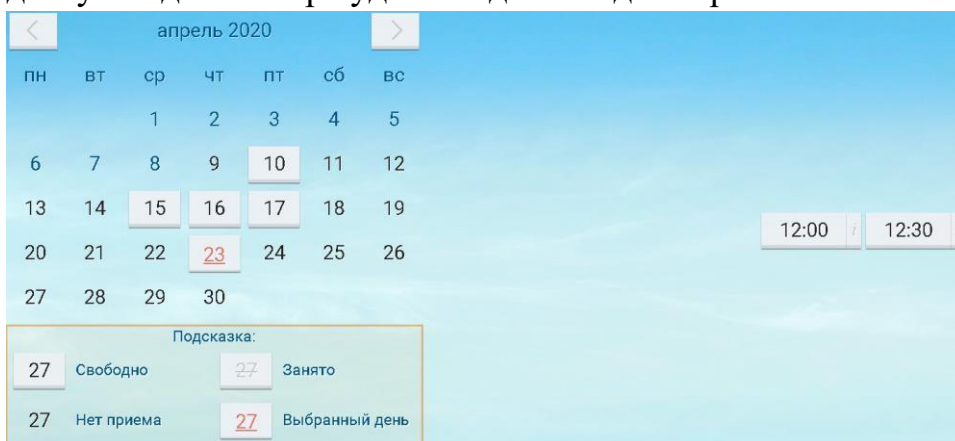 < апрель 2020 >
пн вт ср чт пт сб вс
1 2 3 4 5
6 7 8 9 10 11 12
13 14 15 16 17 18 19
20 21 22 23 24 25 26
27 28 29 30
12:00 i 12:30
Подсказка:
27 Свободно 27 Занято
27 Нет приема 27 Выбранный день